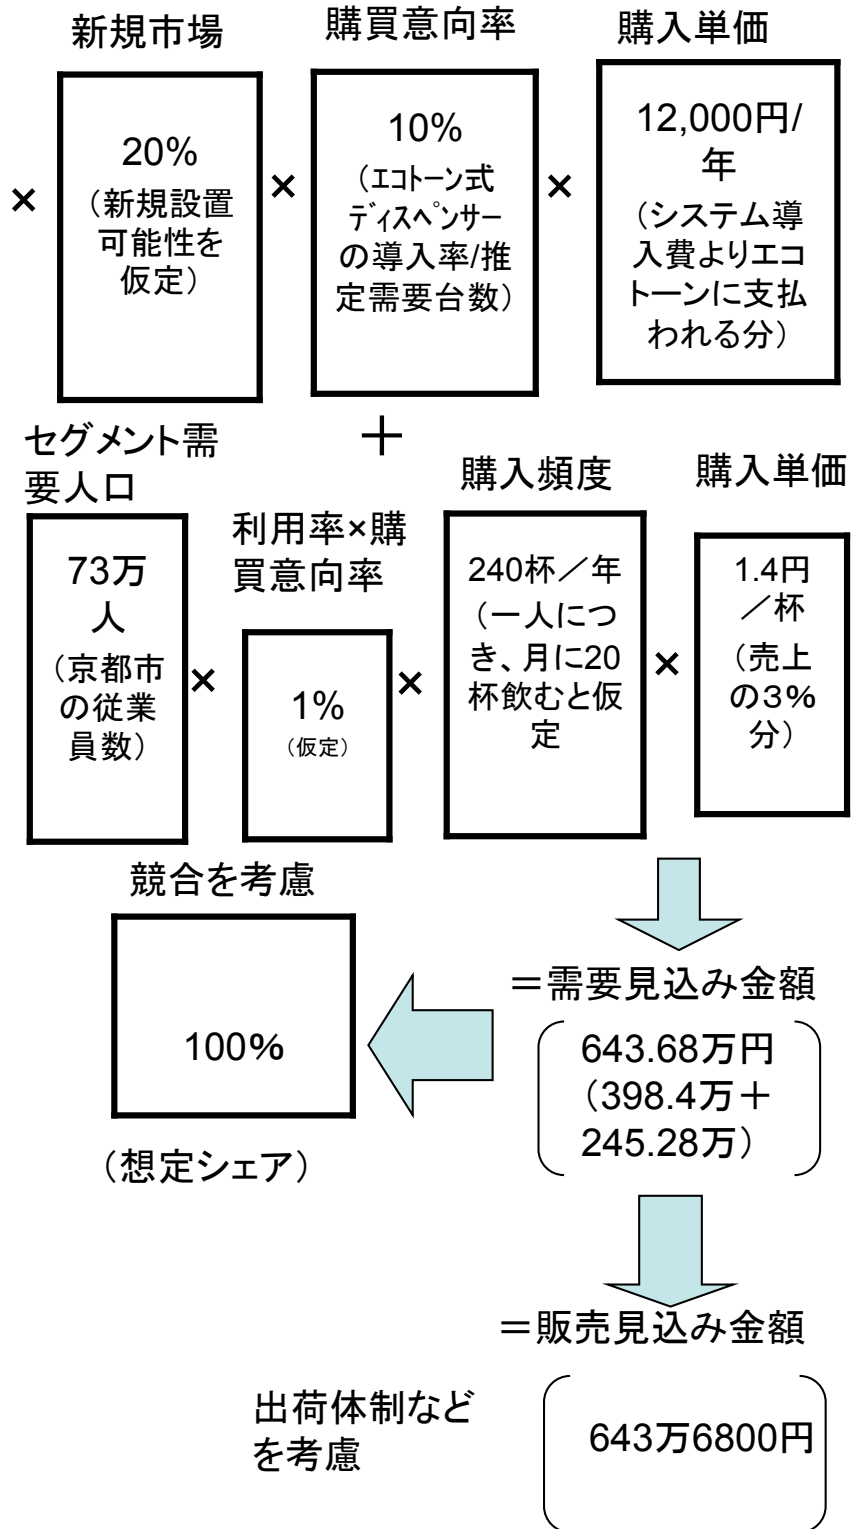 新規市場
購買意向率
購入単価
×
20%
（新規設置
可能性を
仮定）
×
10%
（エコトーン式
ﾃﾞｨｽﾍﾟﾝｻｰ
の導入率/推
定需要台数）
×
12,000円/
年
（システム導
入費よりエコ
トーンに支払
われる分）
＋
セグメント需
要人口
利用率×購
買意向率
購入頻度
購入単価
73万
人
（京都市
の従業
員数）
×
1%
（仮定）
×
240杯／年
（一人につ
き、月に20
杯飲むと仮
定
×
1.4円
／杯
（売上
の3%
分）
競合を考慮
100%
（想定シェア）
＝需要見込み金額
643.68万円
（398.4万＋
245.28万）
＝販売見込み金額
出荷体制など
を考慮
643万6800円